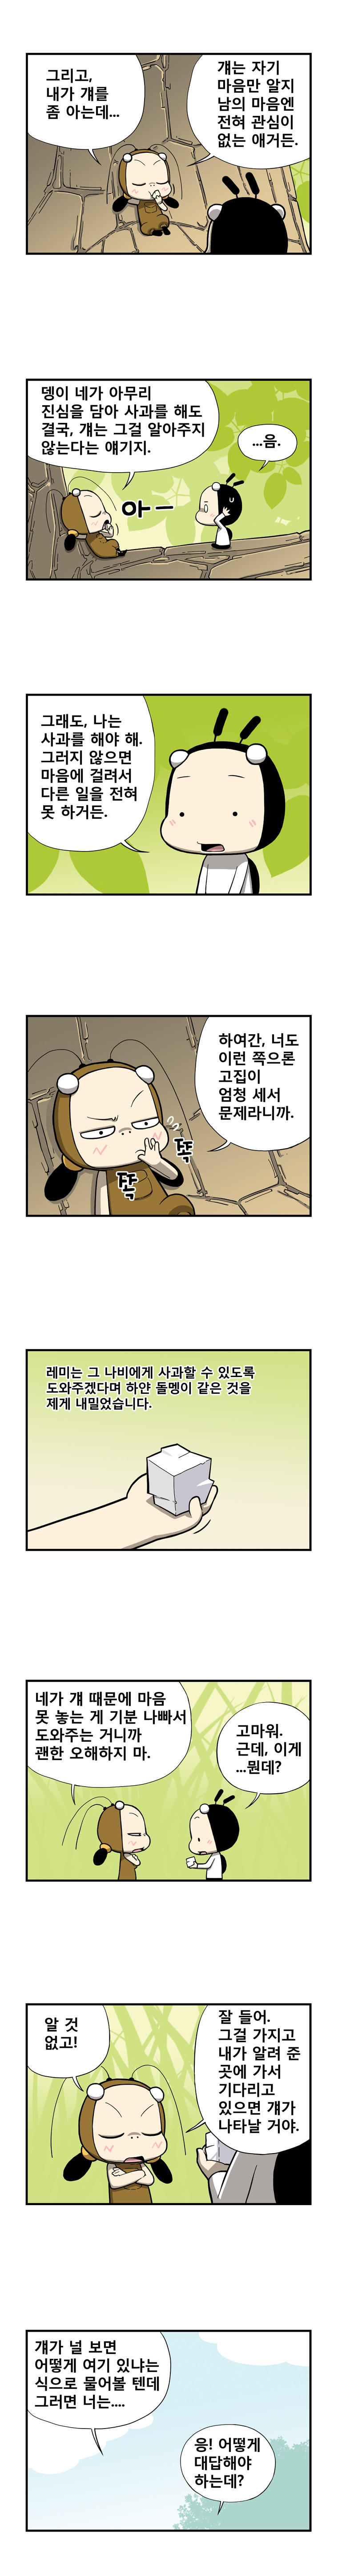 그리고,
내가 걔를
좀 아는데...
걔는 자기
마음만 알지
남의 마음엔
전혀 관심이
없는 애거든.
뎅이 네가 아무리
진심을 담아 사과를 해도
결국, 걔는 그걸 알아주지
않는다는 얘기지.
...음.
아ㅡ
그래도, 나는
사과를 해야 해.
그러지 않으면
마음에 걸려서
다른 일을 전혀
못 하거든.
하여간, 너도
이런 쪽으론
고집이
엄청 세서
문제라니까.
쪽
쪽
레미는 그 나비에게 사과할 수 있도록
도와주겠다며 하얀 돌멩이 같은 것을
제게 내밀었습니다.
네가 걔 때문에 마음
못 놓는 게 기분 나빠서
도와주는 거니까
괜한 오해하지 마.
고마워.
근데, 이게
...뭔데?
알 것
없고!
잘 들어.
그걸 가지고
내가 알려 준
곳에 가서
기다리고
있으면 걔가
나타날 거야.
걔가 널 보면
어떻게 여기 있냐는
식으로 물어볼 텐데
그러면 너는....
응! 어떻게
대답해야
하는데?